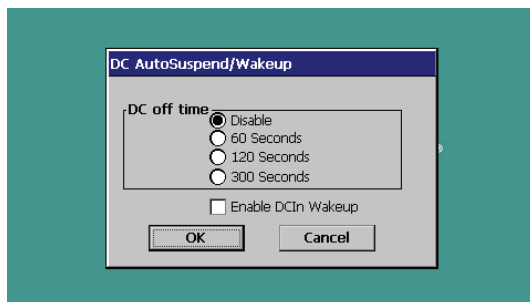 DC AutoSuspend/Wakeup
DC off time
Disable
60 Seconds
120 Seconds
300 Seconds
Enable DCIn Wakeup
OK Cancel